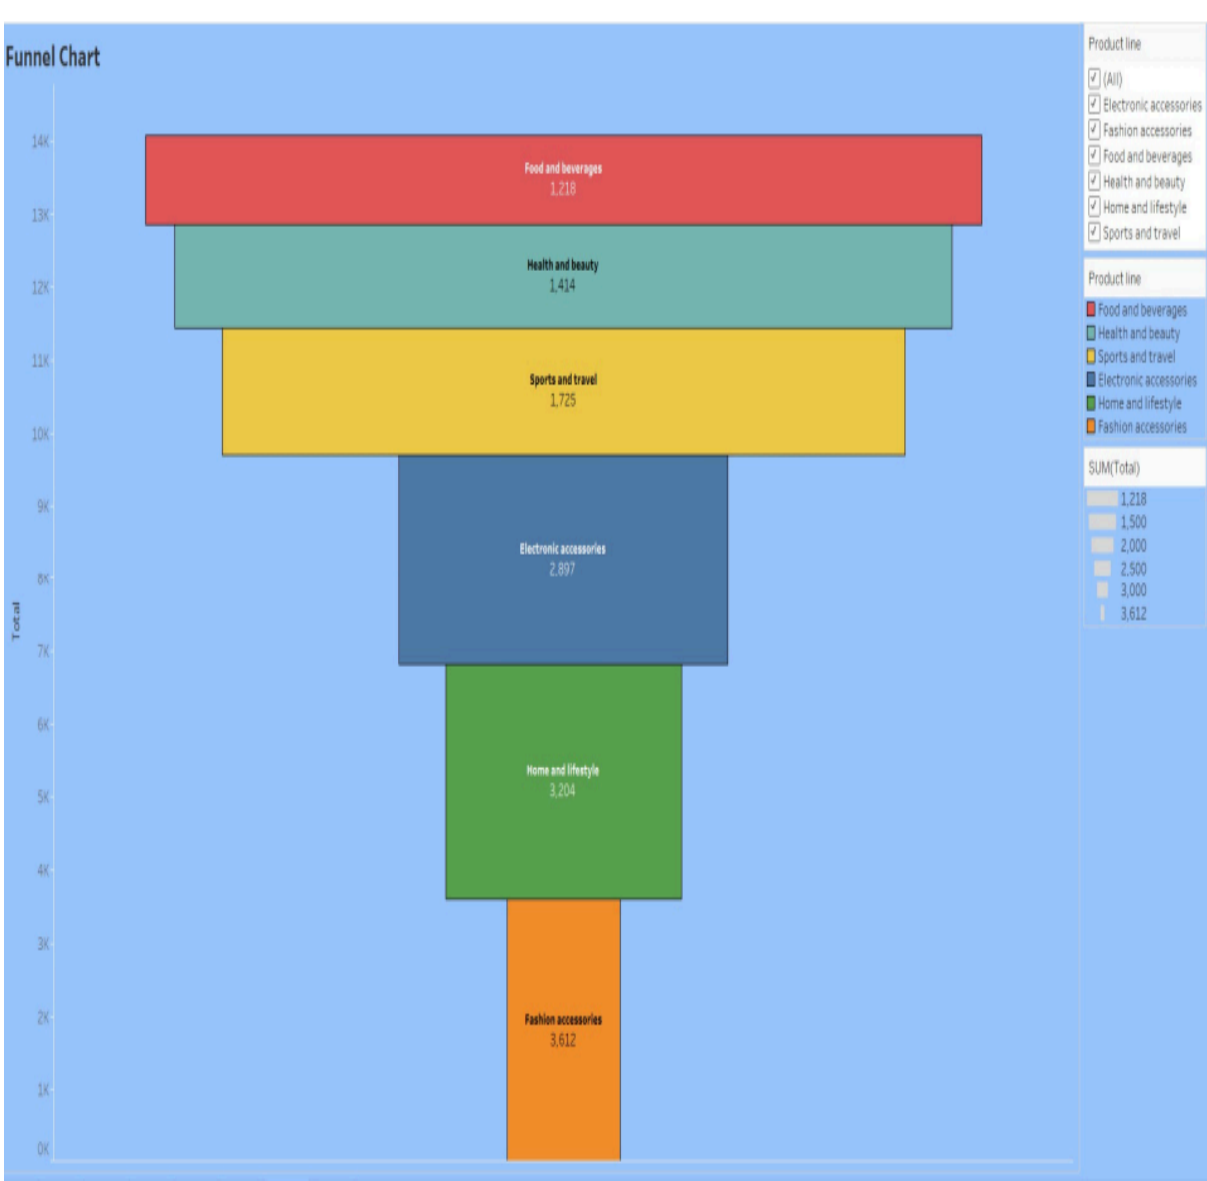 Funnel Chart
14K
13K
12K
11K
10K
9K
8K
7K
6K
5K
4K
3K
2K
1K
0K
Total
Food and beverages
1,218
Health and beauty
1,414
Sports and travel
1,725
Electronic accessories
2,897
Home and lifestyle
3,204
Fashion accessories
3,612
Product line
(All)
Electronic accessories
Fashion accessories
Food and beverages
Health and beauty
Home and lifestyle
Sports and travel
Product line
Food and beverages
Health and beauty
Sports and travel
Electronic accessories
Home and lifestyle
Fashion accessories
SUM(Total)
1,218
1,500
2,000
2,500
3,000
3,612